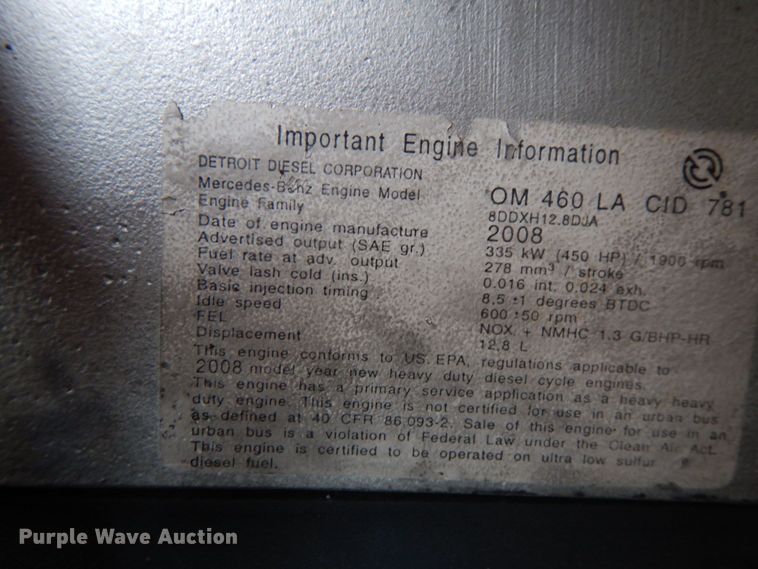 Important Engine Information
DETROIT DIESEL CORPORATION
Mercedes-Benz Engine Model OM 460 LA CID 781
Engine Family 8DDXH12.8DJA
Date of engine manufacture 2008
Advertised output (SAE gr.) 335 kW (450 HP) / 1900 rpm
Fuel rate at adv. output 278 mm³ / stroke
Valve lash cold (ins.) 0.016 int. 0.024 exh.
Basic injection timing 8.5 ±1 degrees BTDC
Idle speed 600 ±50 rpm
FEL NOX + NMHC 1.3 G/BHP-HR
Displacement 12,8 L
This engine conforms to US. EPA, regulations applicable to
2008 model year new heavy duty diesel cycle engines.
This engine has a primary service application as a heavy heavy
duty engine. This engine is not certified for use in an urban bus
as defined at 40 CFR 86.093-2. Sale of this engine for use in an
urban bus is a violation of Federal Law under the Clean Air Act.
This engine is certified to be operated on ultra low sulfur
diesel fuel.
Purple Wave Auction